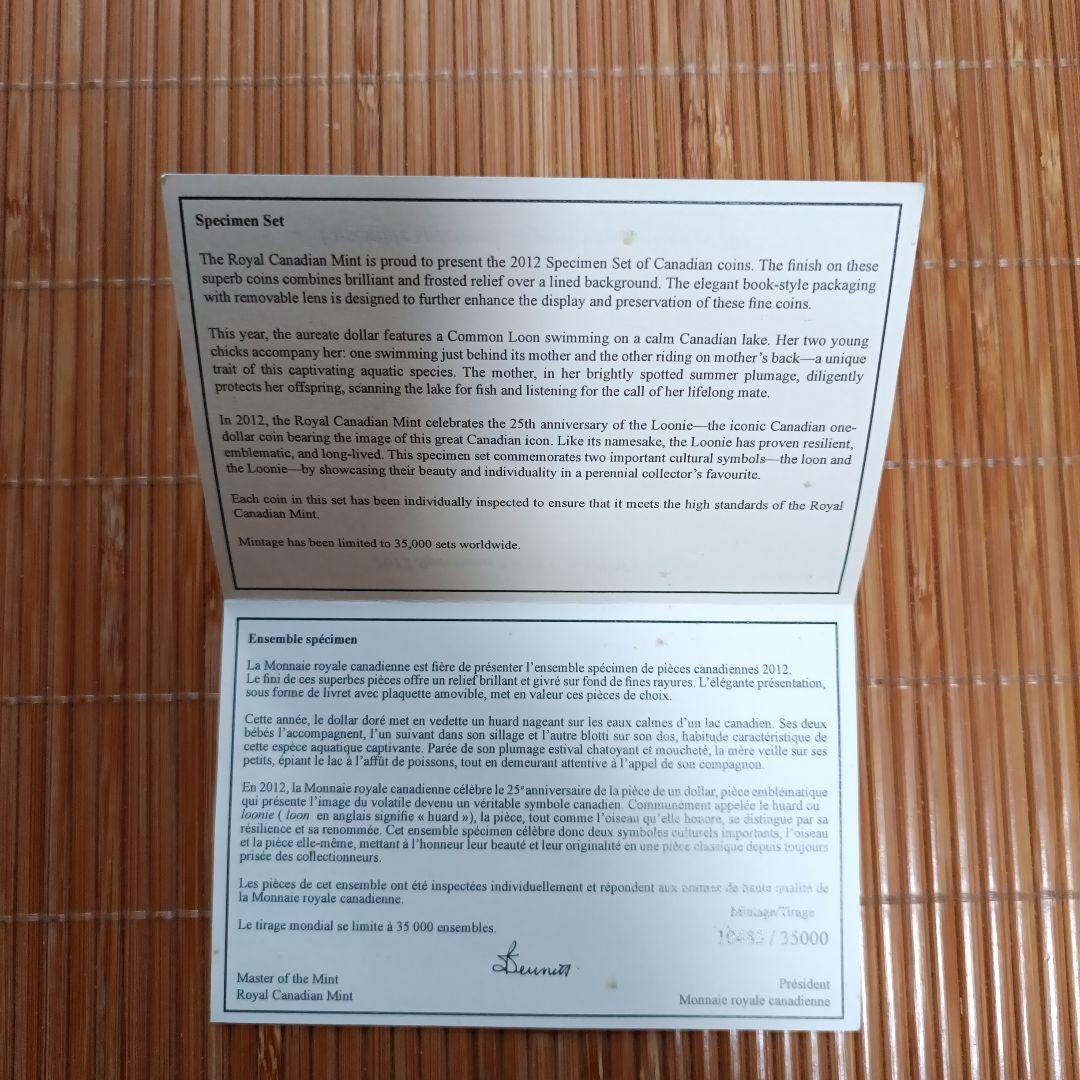 Specimen Set
The Royal Canadian Mint is proud to present the 2012 Specimen Set of Canadian coins. The finish on these
superb coins combines brilliant and frosted relief over a lined background. The elegant book-style packaging
with removable lens is designed to further enhance the display and preservation of these fine coins.
This year, the aureate dollar features a Common Loon swimming on a calm Canadian lake. Her two young
chicks accompany her: one swimming just behind its mother and the other riding on mother's back—a unique
trait of this captivating aquatic species. The mother, in her brightly spotted summer plumage, diligently
protects her offspring, scanning the lake for fish and listening for the call of her lifelong mate.
In 2012, the Royal Canadian Mint celebrates the 25th anniversary of the Loonie—the iconic Canadian one-
dollar coin bearing the image of this great Canadian icon. Like its namesake, the Loonie has proven resilient,
emblematic, and long-lived. This specimen set commemorates two important cultural symbols—the loon and
the Loonie—by showcasing their beauty and individuality in a perennial collector's favourite.
Each coin in this set has been individually inspected to ensure that it meets the high standards of the Royal
Canadian Mint.
Mintage has been limited to 35,000 sets worldwide.
Ensemble spécimen
La Monnaie royale canadienne est fière de présenter l'ensemble spécimen de pièces canadiennes 2012.
Le fini de ces superbes pièces offre un relief brillant et givré sur fond de fines rayures. L'élégante présentation,
sous forme de livret avec plaquette amovible, met en valeur ces pièces de choix.
Cette année, le dollar doré met en vedette un huard nageant sur les eaux calmes d'un lac canadien. Ses deux
bébés l'accompagnent, l'un suivant dans son sillage et l'autre blotti sur son dos, habitude caractéristique de
cette espèce aquatique captivante. Parée de son plumage estival chatoyant et moucheté, la mère veille sur ses
petits, épiant le lac à l'affût de poissons, tout en demeurant attentive à l'appel de son compagnon.
En 2012, la Monnaie royale canadienne célèbre le 25e anniversaire de la pièce de un dollar, pièce emblématique
qui présente l'image du volatile devenu un véritable symbole canadien. Communément appelée le huard ou
loonie ( loon en anglais signifie « huard »), la pièce, tout comme l'oiseau qu'elle honore, se distingue par sa
résilience et sa renommée. Cet ensemble spécimen célèbre donc deux symboles culturels importants, l'oiseau
et la pièce elle-même, mettant à l'honneur leur beauté et leur originalité en une pièce classique depuis toujours
prisée des collectionneurs.
Les pièces de cet ensemble ont été inspectées individuellement et répondent aux normes de haute qualité de
la Monnaie royale canadienne.
Mintage/Tirage
Le tirage mondial se limite à 35 000 ensembles.
/ 35000
Master of the Mint
Royal Canadian Mint
Président
Monnaie royale canadienne